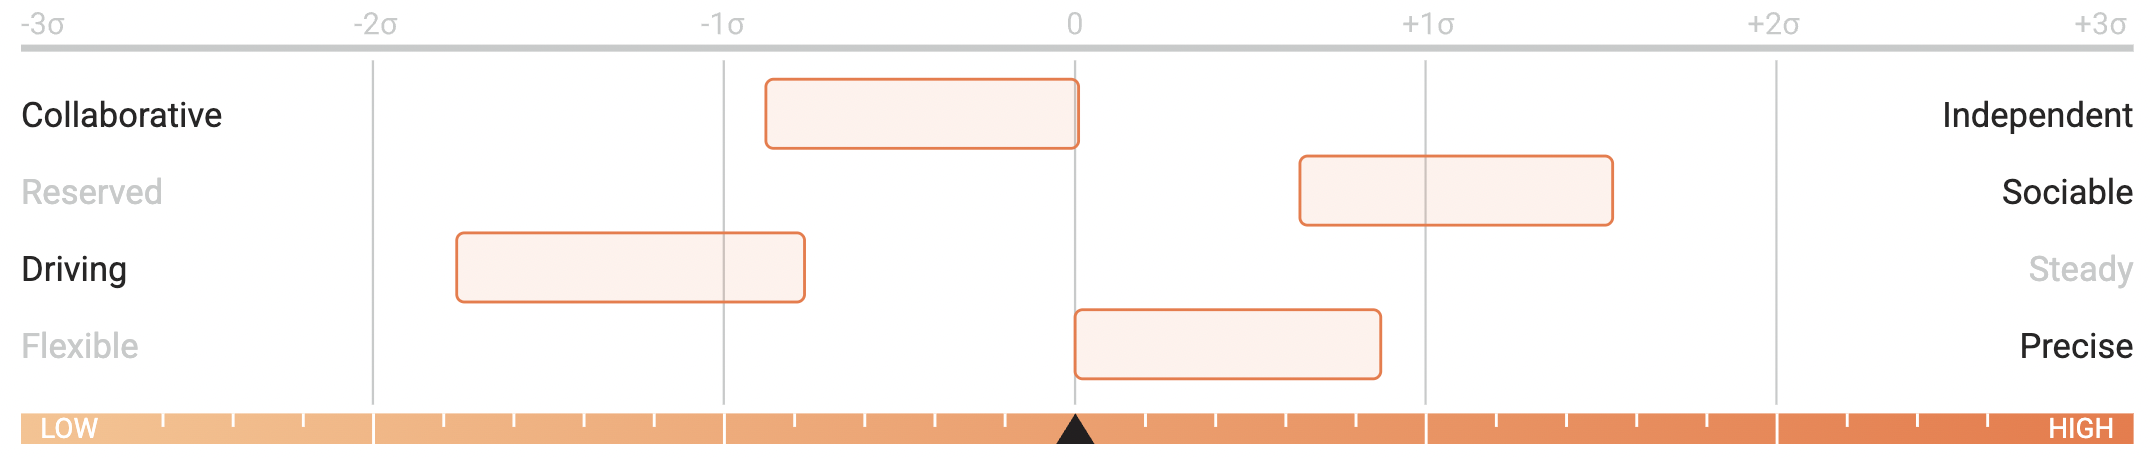 -3σ -2σ -1σ 0 +1σ +2σ +3σ
Collaborative Independent
Reserved Sociable
Driving Steady
Flexible Precise
LOW HIGH